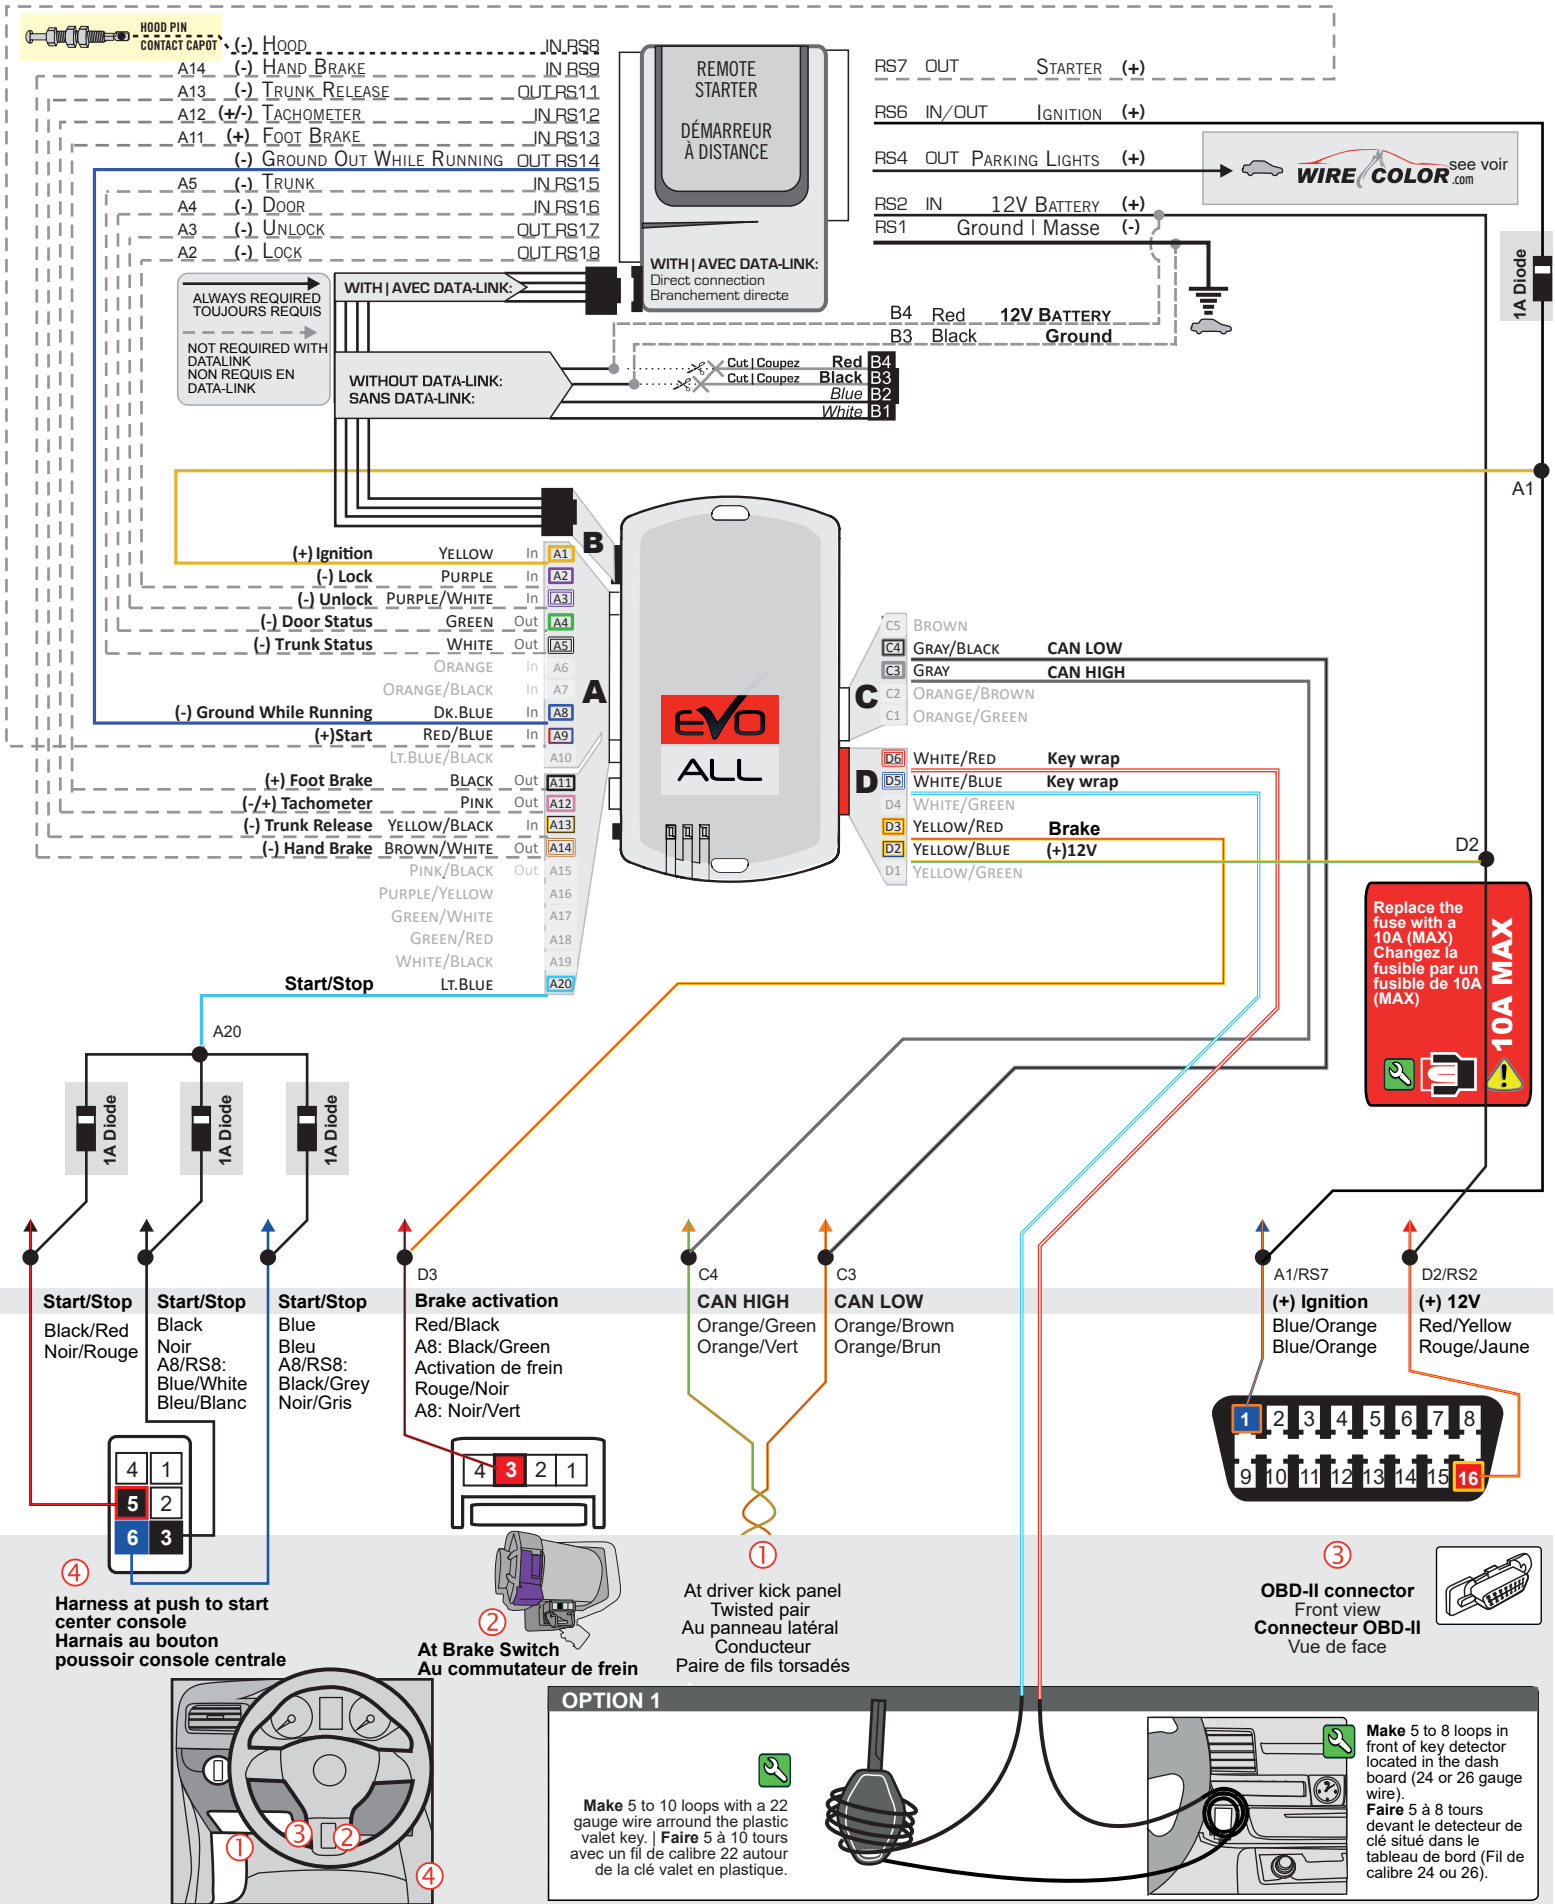 HOOD PIN
CONTACT CAPOT
(-) HOOD IN RS8
A14 (-) HAND BRAKE IN RS9
A13 (-) TRUNK RELEASE OUT RS11
A12 (+/-) TACHOMETER IN RS12
A11 (+) FOOT BRAKE IN RS13
(-) GROUND OUT WHILE RUNNING OUT RS14
A5 (-) TRUNK IN RS15
A4 (-) DOOR IN RS16
A3 (-) UNLOCK OUT RS17
A2 (-) LOCK OUT RS18
REMOTE
STARTER
DÉMARREUR
À DISTANCE
WITH | AVEC DATA-LINK:
Direct connection
Branchement directe
RS7 OUT STARTER (+)
RS6 IN/OUT IGNITION (+)
RS4 OUT PARKING LIGHTS (+)
RS2 IN 12V BATTERY (+)
RS1 Ground | Masse (-)
WIRE COLOR .com
see voir
1A Diode
ALWAYS REQUIRED
TOUJOURS REQUIS
NOT REQUIRED WITH
DATALINK
NON REQUIS EN
DATA-LINK
WITH | AVEC DATA-LINK:
WITHOUT DATA-LINK:
SANS DATA-LINK:
B4 Red 12V BATTERY
B3 Black Ground
Cut | Coupez Red B4
Cut | Coupez Black B3
Blue B2
White B1
A1
B
(+) Ignition YELLOW In A1
(-) Lock PURPLE In A2
(-) Unlock PURPLE/WHITE In A3
(-) Door Status GREEN Out A4
(-) Trunk Status WHITE Out A5
ORANGE In A6
ORANGE/BLACK In A7
(-) Ground While Running DK.BLUE In A8
(+)Start RED/BLUE In A9
LT.BLUE/BLACK A10
(+) Foot Brake BLACK Out A11
(-/+) Tachometer PINK Out A12
(-) Trunk Release YELLOW/BLACK In A13
(-) Hand Brake BROWN/WHITE Out A14
PINK/BLACK Out A15
PURPLE/YELLOW A16
GREEN/WHITE A17
GREEN/RED A18
WHITE/BLACK A19
Start/Stop LT.BLUE A20
A
EVO
ALL
C
C5 BROWN
C4 GRAY/BLACK CAN LOW
C3 GRAY CAN HIGH
C2 ORANGE/BROWN
C1 ORANGE/GREEN
D
D6 WHITE/RED Key wrap
D5 WHITE/BLUE Key wrap
D4 WHITE/GREEN
D3 YELLOW/RED Brake
D2 YELLOW/BLUE (+)12V
D1 YELLOW/GREEN
D2
Replace the
fuse with a
10A (MAX)
Changez la
fusible par un
fusible de 10A
(MAX)
10A MAX
A20
1A Diode
1A Diode
1A Diode
Start/Stop
Black/Red
Noir/Rouge
Start/Stop
Black
Noir
A8/RS8:
Blue/White
Bleu/Blanc
Start/Stop
Blue
Bleu
A8/RS8:
Black/Grey
Noir/Gris
D3
Brake activation
Red/Black
A8: Black/Green
Activation de frein
Rouge/Noir
A8: Noir/Vert
C4
CAN HIGH
Orange/Green
Orange/Vert
C3
CAN LOW
Orange/Brown
Orange/Brun
A1/RS7
(+) Ignition
Blue/Orange
Blue/Orange
D2/RS2
(+) 12V
Red/Yellow
Rouge/Jaune
4 1
5 2
6 3
4 3 2 1
1 2 3 4 5 6 7 8
9 10 11 12 13 14 15 16
4
Harness at push to start
center console
Harnais au bouton
poussoir console centrale
2
At Brake Switch
Au commutateur de frein
1
At driver kick panel
Twisted pair
Au panneau latéral
Conducteur
Paire de fils torsadés
3
OBD-II connector
Front view
Connecteur OBD-II
Vue de face
1 3 2 4
OPTION 1
Make 5 to 10 loops with a 22
gauge wire arround the plastic
valet key. | Faire 5 à 10 tours
avec un fil de calibre 22 autour
de la clé valet en plastique.
Make 5 to 8 loops in
front of key detector
located in the dash
board (24 or 26 gauge
wire).
Faire 5 à 8 tours
devant le detecteur de
clé situé dans le
tableau de bord (Fil de
calibre 24 ou 26).